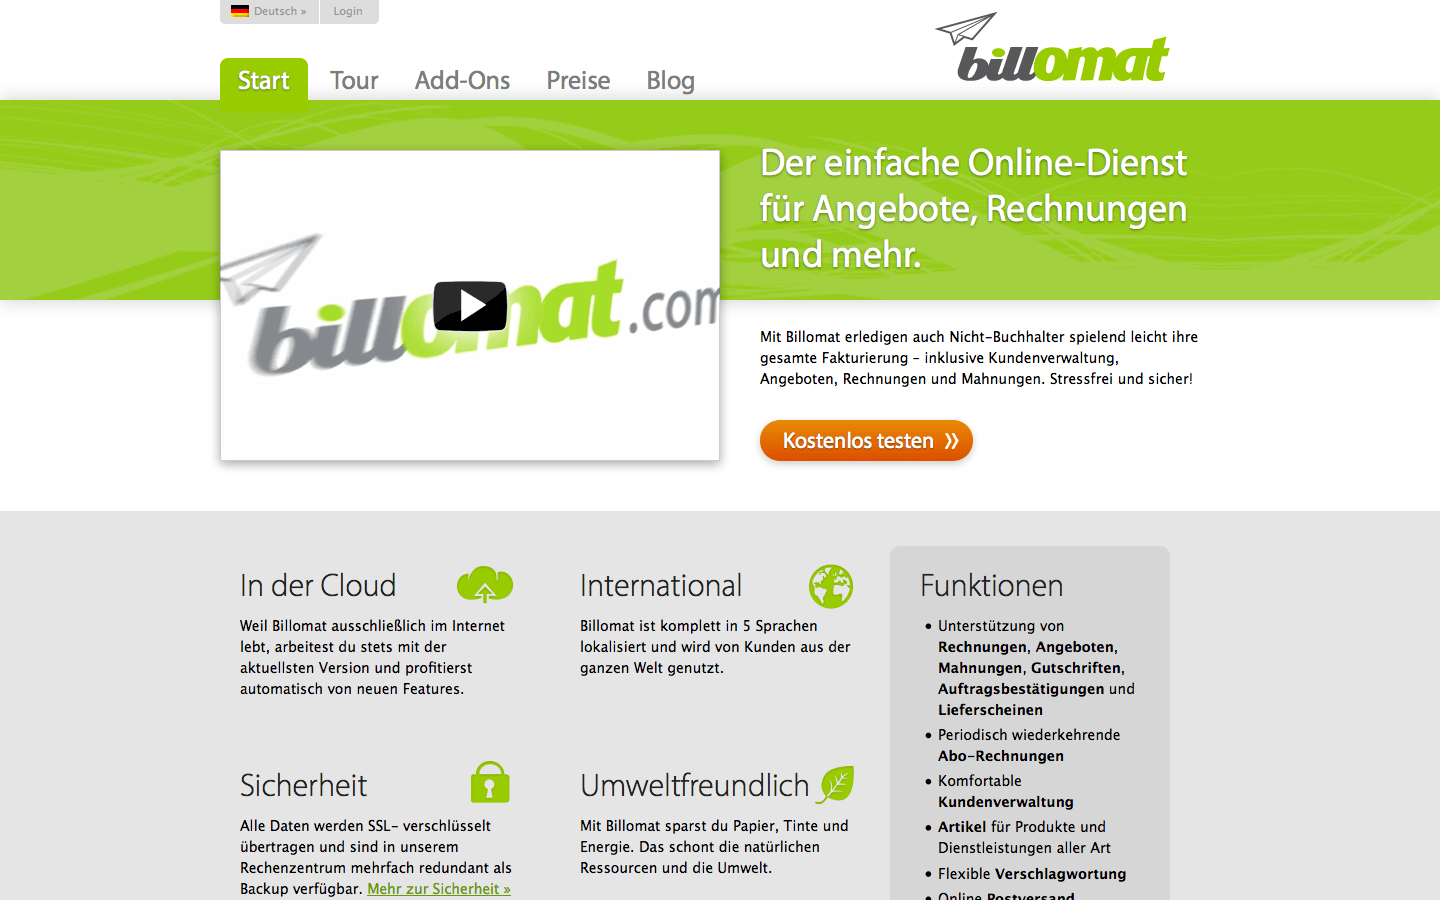 Deutsch »
Login
billomat
Start
Tour
Add-Ons
Preise
Blog
billomat.com
Der einfache Online-Dienst
für Angebote, Rechnungen
und mehr.
Mit Billomat erledigen auch Nicht-Buchhalter spielend leicht ihre
gesamte Fakturierung - inklusive Kundenverwaltung,
Angeboten, Rechnungen und Mahnungen. Stressfrei und sicher!
Kostenlos testen »
In der Cloud
Weil Billomat ausschließlich im Internet
lebt, arbeitest du stets mit der
aktuellsten Version und profitierst
automatisch von neuen Features.
International
Billomat ist komplett in 5 Sprachen
lokalisiert und wird von Kunden aus der
ganzen Welt genutzt.
Sicherheit
Alle Daten werden SSL- verschlüsselt
übertragen und sind in unserem
Rechenzentrum mehrfach redundant als
Backup verfügbar. Mehr zur Sicherheit »
Umweltfreundlich
Mit Billomat sparst du Papier, Tinte und
Energie. Das schont die natürlichen
Ressourcen und die Umwelt.
Funktionen
• Unterstützung von
Rechnungen, Angeboten,
Mahnungen, Gutschriften,
Auftragsbestätigungen und
Lieferscheinen
• Periodisch wiederkehrende
Abo-Rechnungen
• Komfortable
Kundenverwaltung
• Artikel für Produkte und
Dienstleistungen aller Art
• Flexible Verschlagwortung
• Online Postversand